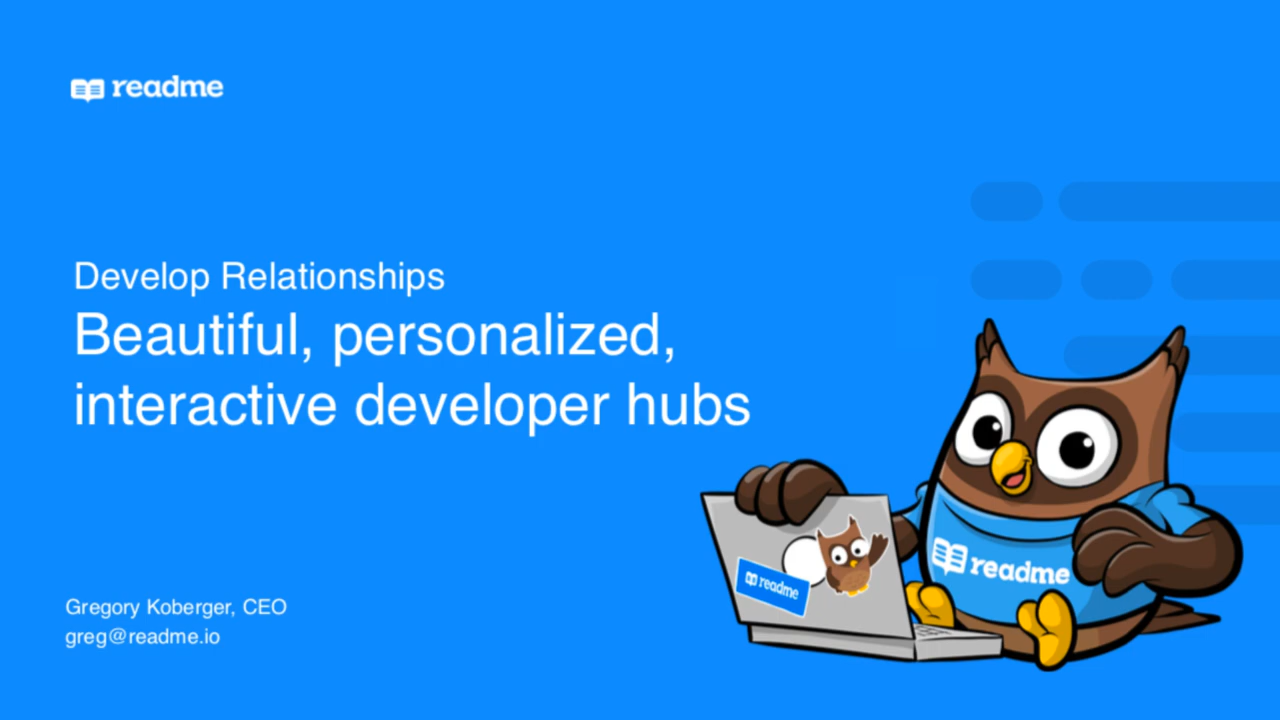 readme
Develop Relationships
Beautiful, personalized,
interactive developer hubs
readme
readme
Gregory Koberger, CEO
greg@readme.io